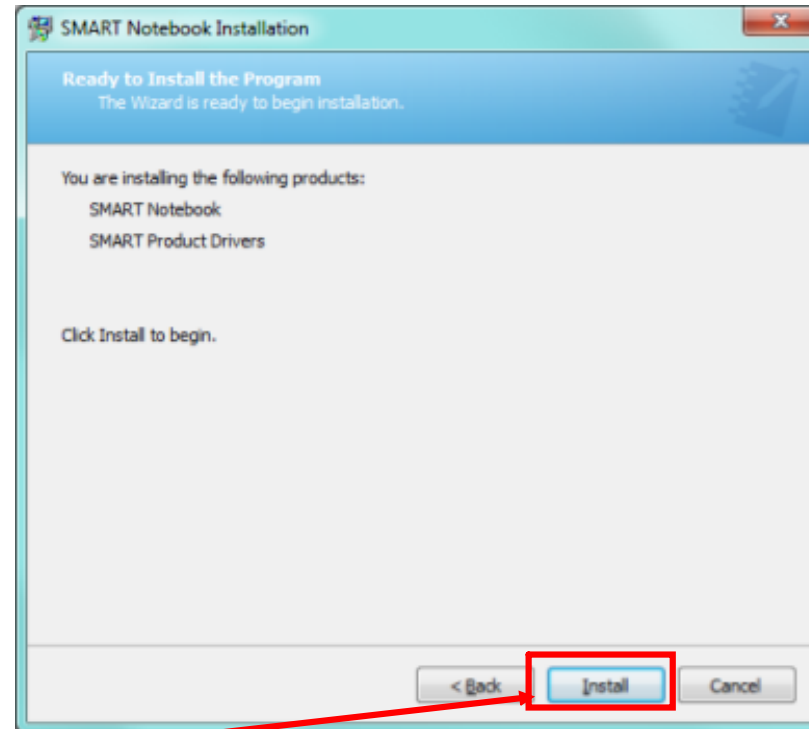 SMART Notebook Installation
Ready to Install the Program
The Wizard is ready to begin installation.
You are installing the following products:
SMART Notebook
SMART Product Drivers
Click Install to begin.
< Back Install Cancel